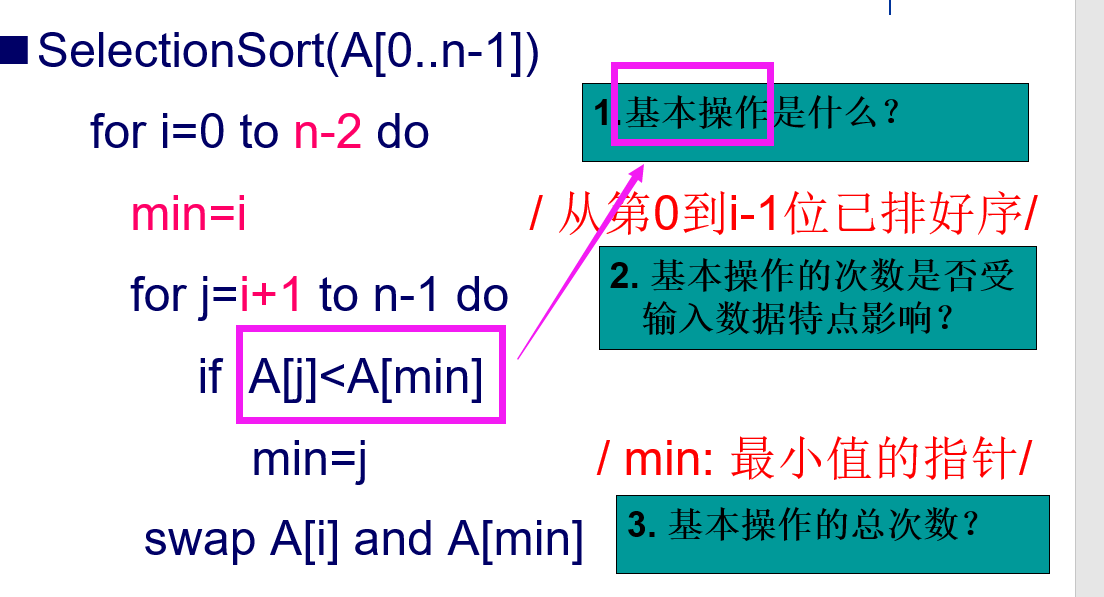 SelectionSort(A[0..n-1])
1.基本操作是什么？
for i=0 to n-2 do
min=i / 从第0到i-1位已排好序/
for j=i+1 to n-1 do
2. 基本操作的次数是否受
输入数据特点影响？
if A[j]<A[min]
min=j / min: 最小值的指针/
swap A[i] and A[min]
3. 基本操作的总次数？